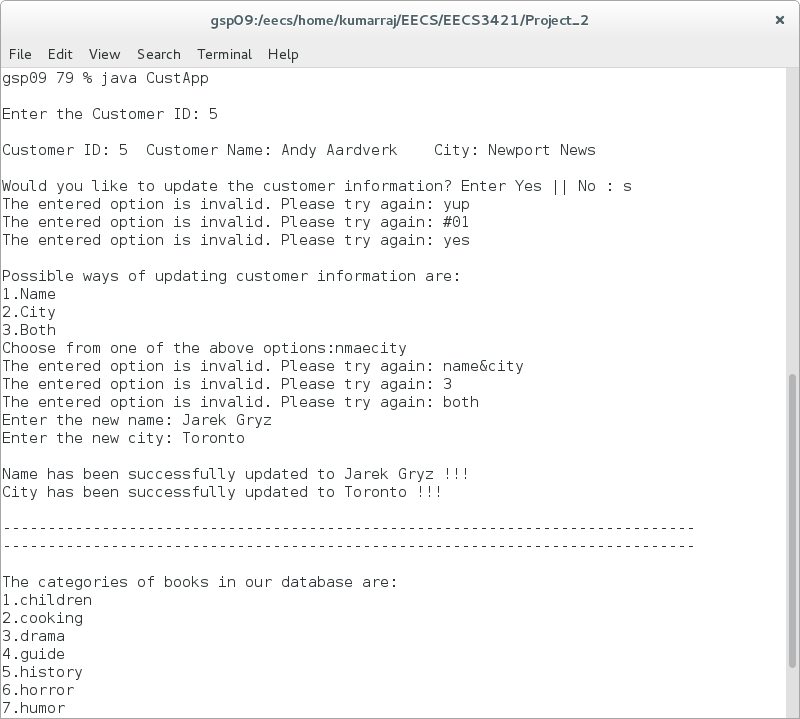 gsp09:/eecs/home/kumarraj/EECS/EECS3421/Project_2
File Edit View Search Terminal Help
gsp09 79 % java CustApp
Enter the Customer ID: 5
Customer ID: 5  Customer Name: Andy Aardverk    City: Newport News
Would you like to update the customer information? Enter Yes || No : s
The entered option is invalid. Please try again: yup
The entered option is invalid. Please try again: #01
The entered option is invalid. Please try again: yes
Possible ways of updating customer information are:
1.Name
2.City
3.Both
Choose from one of the above options:nmaecity
The entered option is invalid. Please try again: name&city
The entered option is invalid. Please try again: 3
The entered option is invalid. Please try again: both
Enter the new name: Jarek Gryz
Enter the new city: Toronto
Name has been successfully updated to Jarek Gryz !!!
City has been successfully updated to Toronto !!!
-----------------------------------------------------------------------------
-----------------------------------------------------------------------------
The categories of books in our database are:
1.children
2.cooking
3.drama
4.guide
5.history
6.horror
7.humor